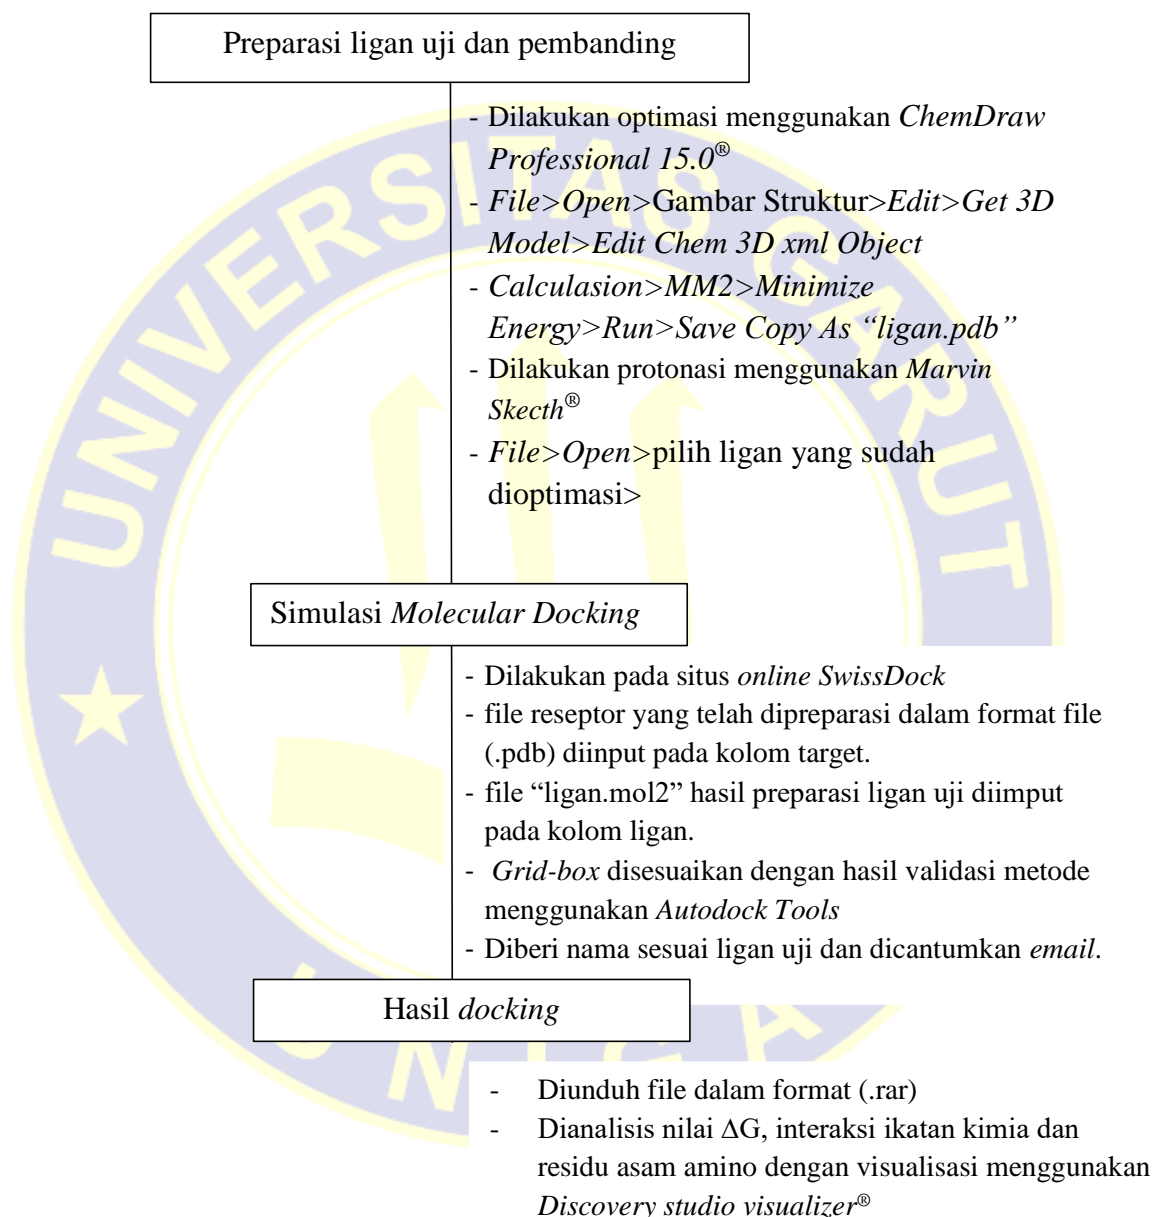 Preparasi ligan uji dan pembanding
- Dilakukan optimasi menggunakan ChemDraw
Professional 15.0®
- File>Open>Gambar Struktur>Edit>Get 3D
Model>Edit Chem 3D xml Object
- Calculasion>MM2>Minimize
Energy>Run>Save Copy As “ligan.pdb”
- Dilakukan protonasi menggunakan Marvin
Skecth®
- File>Open>pilih ligan yang sudah
dioptimasi>
Simulasi Molecular Docking
- Dilakukan pada situs online SwissDock
- file reseptor yang telah dipreparasi dalam format file
(.pdb) diinput pada kolom target.
- file “ligan.mol2” hasil preparasi ligan uji diimput
pada kolom ligan.
- Grid-box disesuaikan dengan hasil validasi metode
menggunakan Autodock Tools
- Diberi nama sesuai ligan uji dan dicantumkan email.
Hasil docking
- Diunduh file dalam format (.rar)
- Dianalisis nilai ΔG, interaksi ikatan kimia dan
residu asam amino dengan visualisasi menggunakan
Discovery studio visualizer®
UNIVERSITAS GARUT
UNIGA